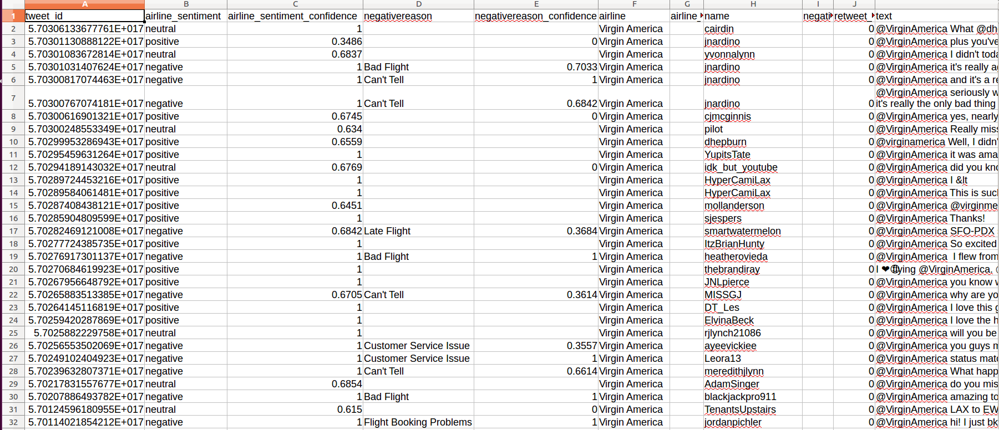 A B C D E F G H I J
1 tweet_id airline_sentiment airline_sentiment_confidence negativereason negativereason_confidence airline airline_ name negati retweet_ text
2 5.70306133677761E+017 neutral 1 Virgin America cairdin 0 @VirginAmerica What @dh
3 5.70301130888122E+017 positive 0.3486 0 Virgin America jnardino 0 @VirginAmerica plus you've
4 5.70301083672814E+017 neutral 0.6837 Virgin America yvonnalynn 0 @VirginAmerica I didn't toda
5 5.70301031407624E+017 negative 1 Bad Flight 0.7033 Virgin America jnardino 0 @VirginAmerica it's really a
6 5.70300817074463E+017 negative 1 Can't Tell 1 Virgin America jnardino 0 @VirginAmerica and it's a re
@VirginAmerica seriously w
7 5.70300767074181E+017 negative 1 Can't Tell 0.6842 Virgin America jnardino 0 it's really the only bad thing
8 5.70300616901321E+017 positive 0.6745 0 Virgin America cjmcginnis 0 @VirginAmerica yes, nearly
9 5.70300248553349E+017 neutral 0.634 Virgin America pilot 0 @VirginAmerica Really miss
10 5.70299953286943E+017 positive 0.6559 Virgin America dhepburn 0 @virginamerica Well, I didn'
11 5.70295459631264E+017 positive 1 Virgin America YupitsTate 0 @VirginAmerica it was ama
12 5.70294189143032E+017 neutral 0.6769 0 Virgin America idk_but_youtube 0 @VirginAmerica did you kno
13 5.70289724453216E+017 positive 1 Virgin America HyperCamiLax 0 @VirginAmerica I &lt
14 5.70289584061481E+017 positive 1 Virgin America HyperCamiLax 0 @VirginAmerica This is suc
15 5.70287408438121E+017 positive 0.6451 Virgin America mollanderson 0 @VirginAmerica @virginme
16 5.70285904809599E+017 positive 1 Virgin America sjespers 0 @VirginAmerica Thanks!
17 5.70282469121008E+017 negative 0.6842 Late Flight 0.3684 Virgin America smartwatermelon 0 @VirginAmerica SFO-PDX
18 5.70277724385735E+017 positive 1 Virgin America ItzBrianHunty 0 @VirginAmerica So excited
19 5.70276917301137E+017 negative 1 Bad Flight 1 Virgin America heatherovieda 0 @VirginAmerica I flew from
20 5.70270684619923E+017 positive 1 Virgin America thebrandiray 0 I ❤ flying @VirginAmerica.
21 5.70267956648792E+017 positive 1 Virgin America JNLpierce 0 @VirginAmerica you know w
22 5.70265883513385E+017 negative 0.6705 Can't Tell 0.3614 Virgin America MISSGJ 0 @VirginAmerica why are yo
23 5.70264145116819E+017 positive 1 Virgin America DT_Les 0 @VirginAmerica I love this g
24 5.70259420287869E+017 positive 1 Virgin America ElvinaBeck 0 @VirginAmerica I love the h
25 5.7025882229758E+017 neutral 1 Virgin America rjlynch21086 0 @VirginAmerica will you be
26 5.70256553502069E+017 negative 1 Customer Service Issue 0.3557 Virgin America ayeevickiee 0 @VirginAmerica you guys m
27 5.70249102404923E+017 negative 1 Customer Service Issue 1 Virgin America Leora13 0 @VirginAmerica status matc
28 5.70239632807371E+017 negative 1 Can't Tell 0.6614 Virgin America meredithjlynn 0 @VirginAmerica What happ
29 5.70217831557677E+017 neutral 0.6854 Virgin America AdamSinger 0 @VirginAmerica do you mis
30 5.70207886493782E+017 negative 1 Bad Flight 1 Virgin America blackjackpro911 0 @VirginAmerica amazing to
31 5.70124596180955E+017 neutral 0.615 0 Virgin America TenantsUpstairs 0 @VirginAmerica LAX to EW
32 5.70114021854212E+017 negative 1 Flight Booking Problems 1 Virgin America jordanpichler 0 @VirginAmerica hi! I just bk